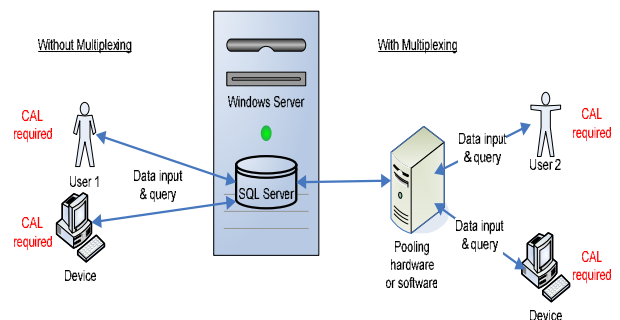 Without Multiplexing
With Multiplexing
Windows Server
SQL Server
CAL
required
User 1
Data input
& query
CAL
required
Device
Pooling
hardware
or software
Data input
& query
CAL
required
User 2
Data input
& query
CAL
required
Device